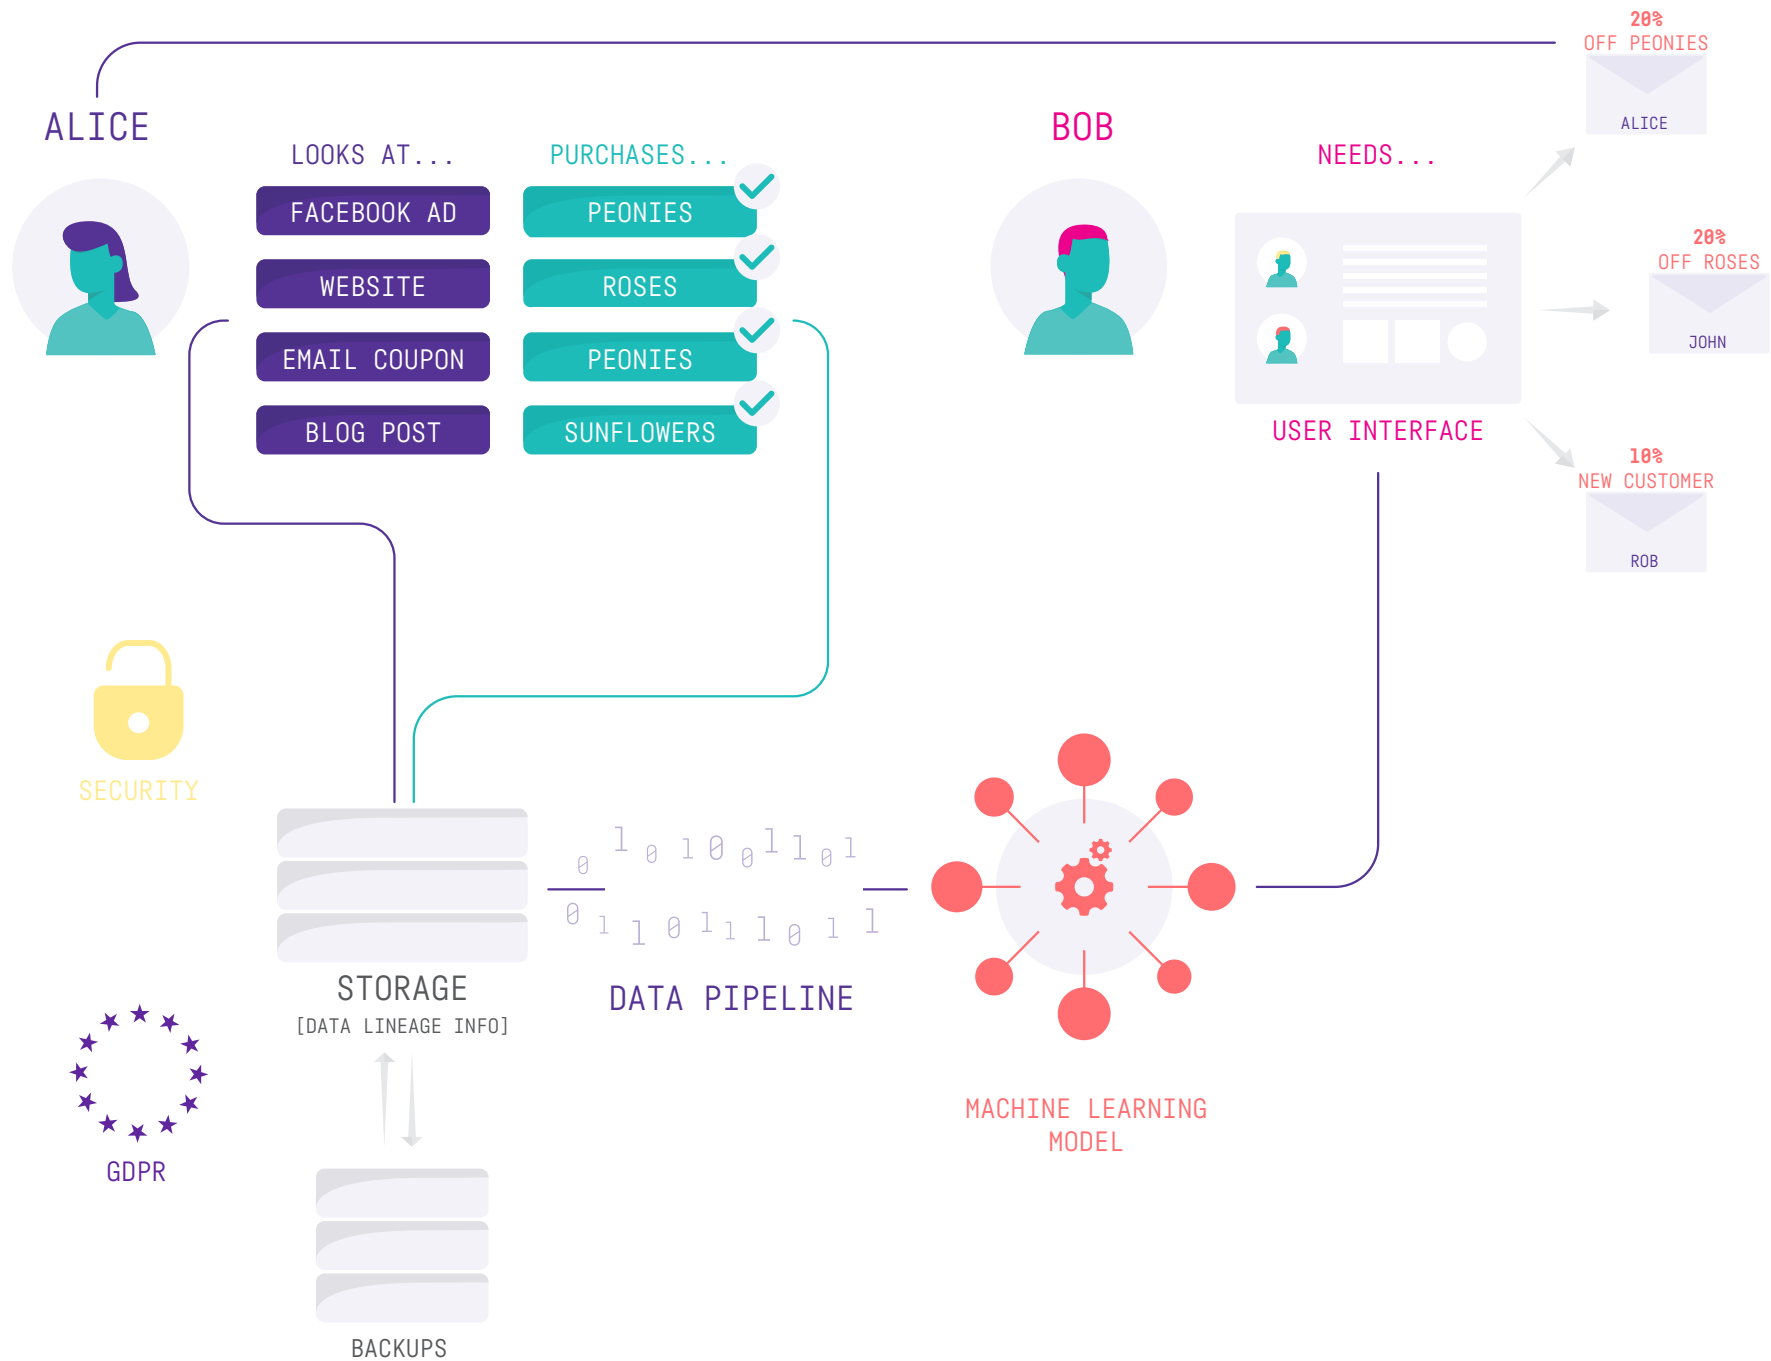 20%
OFF PEONIES
ALICE
ALICE
LOOKS AT...
FACEBOOK AD
WEBSITE
EMAIL COUPON
BLOG POST
PURCHASES...
PEONIES
ROSES
PEONIES
SUNFLOWERS
BOB
NEEDS...
USER INTERFACE
20%
OFF ROSES
JOHN
10%
NEW CUSTOMER
ROB
SECURITY
STORAGE
[DATA LINEAGE INFO]
0 1 0 1 0 0 1 1 0 1
0 1 1 0 1 1 1 0 1 1
DATA PIPELINE
MACHINE LEARNING
MODEL
GDPR
BACKUPS